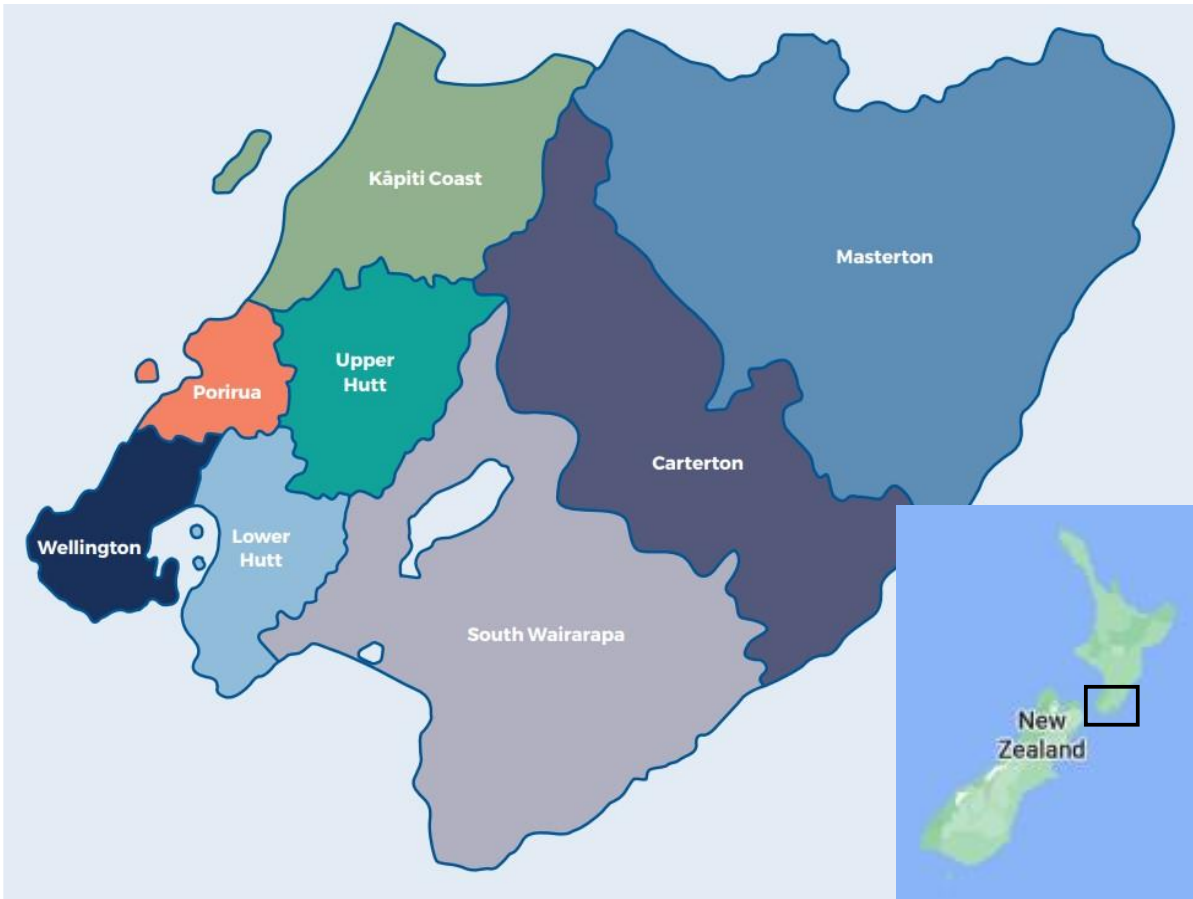 Kāpiti Coast
Masterton
Upper
Hutt
Porirua
Carterton
Wellington
Lower
Hutt
South Wairarapa
New
Zealand